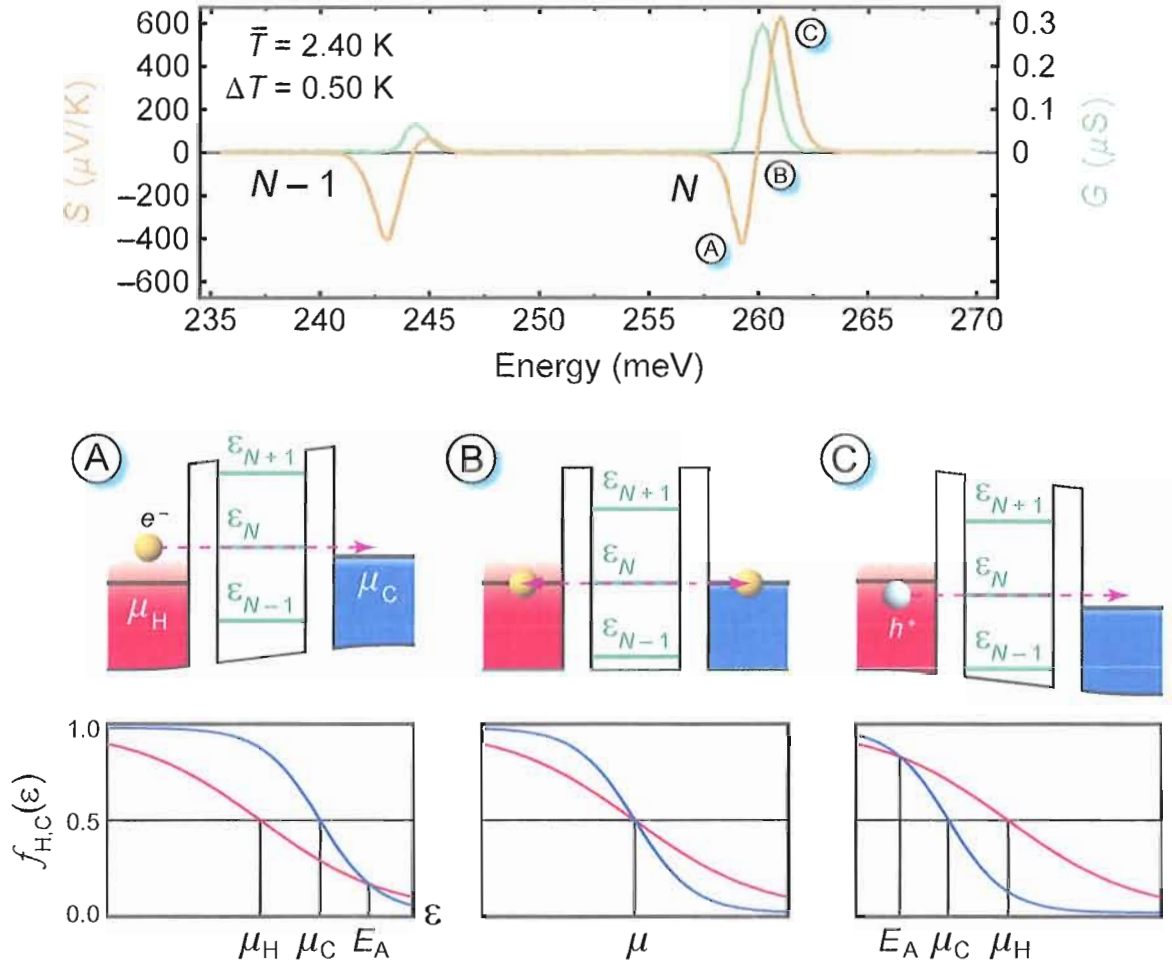 600
400
200
0
−200
−400
−600
S (μV/K)
T̄ = 2.40 K
ΔT = 0.50 K
N − 1
N
A
B
C
0.3
0.2
0.1
0
G (μS)
235 240 245 250 255 260 265 270
Energy (meV)
A
e⁻
ε_{N+1}
ε_N
ε_{N−1}
μ_H
μ_C
B
ε_{N+1}
ε_N
ε_{N−1}
C
ε_{N+1}
ε_N
ε_{N−1}
h⁺
f_{H,C}(ε)
1.0
0.5
0.0
μ_H μ_C E_A ε
μ
E_A μ_C μ_H